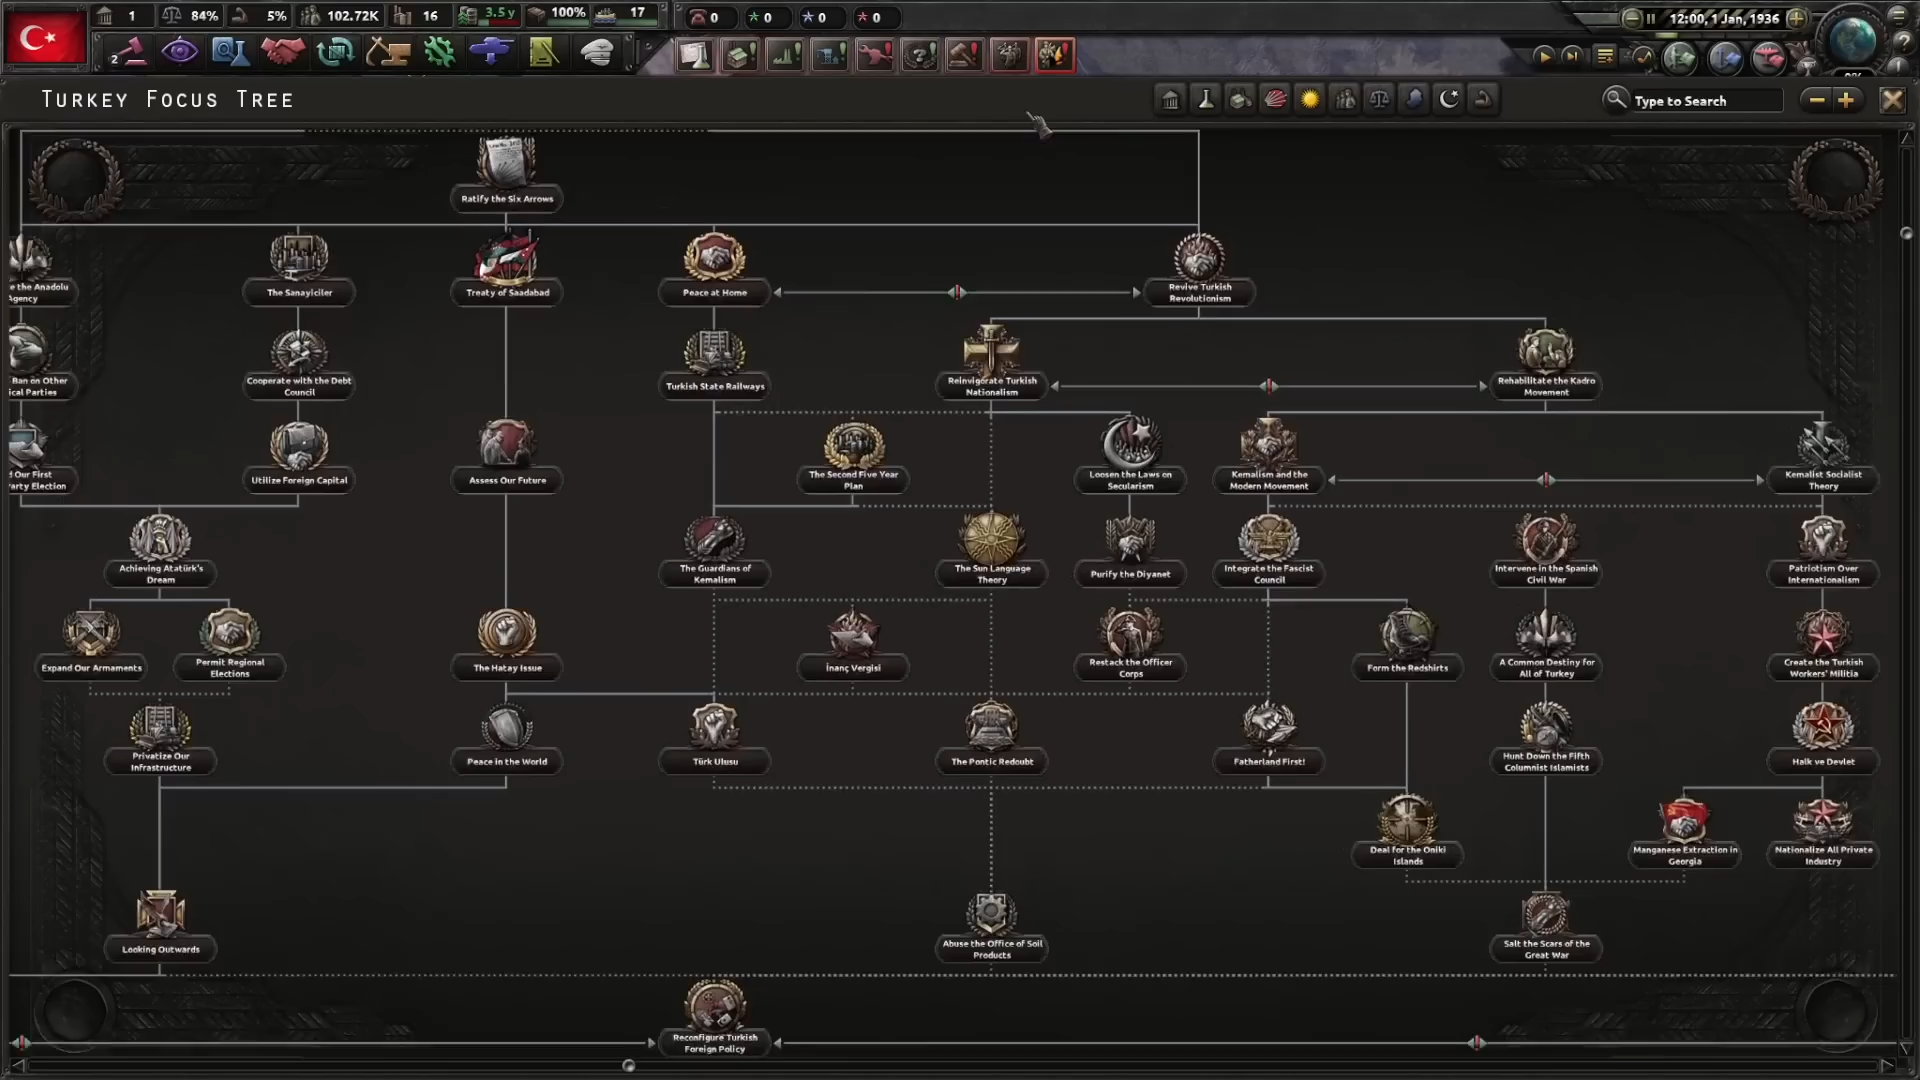 1
84%
5%
102.72K
16
3.5 y
100%
17
0
0
0
0
12:00, 1 Jan, 1936
2
TURKEY FOCUS TREE
Type to Search
Ratify the Six Arrows
e the Anadolu
Agency
The Sanayiciler
Treaty of Saadabad
Peace at Home
Revive Turkish
Revolutionism
Ban on Other
ical Parties
Cooperate with the Debt
Council
Turkish State Railways
Reinvigorate Turkish
Nationalism
Rehabilitate the Kadro
Movement
d Our First
arty Election
Utilize Foreign Capital
Assess Our Future
The Second Five Year
Plan
Loosen the Laws on
Secularism
Kemalism and the
Modern Movement
Kemalist Socialist
Theory
Achieving Atatürk's
Dream
The Guardians of
Kemalism
The Sun Language
Theory
Purify the Diyanet
Integrate the Fascist
Council
Intervene in the Spanish
Civil War
Patriotism Over
Internationalism
Expand Our Armaments
Permit Regional
Elections
The Hatay Issue
İnanç Vergisi
Restack the Officer
Corps
Form the Redshirts
A Common Destiny for
All of Turkey
Create the Turkish
Workers' Militia
Privatize Our
Infrastructure
Peace in the World
Türk Ulusu
The Pontic Redoubt
Fatherland First!
Hunt Down the Fifth
Columnist Islamists
Halk ve Devlet
Deal for the Oniki
Islands
Manganese Extraction in
Georgia
Nationalize All Private
Industry
Looking Outwards
Abuse the Office of Soil
Products
Salt the Scars of the
Great War
Reconfigure Turkish
Foreign Policy